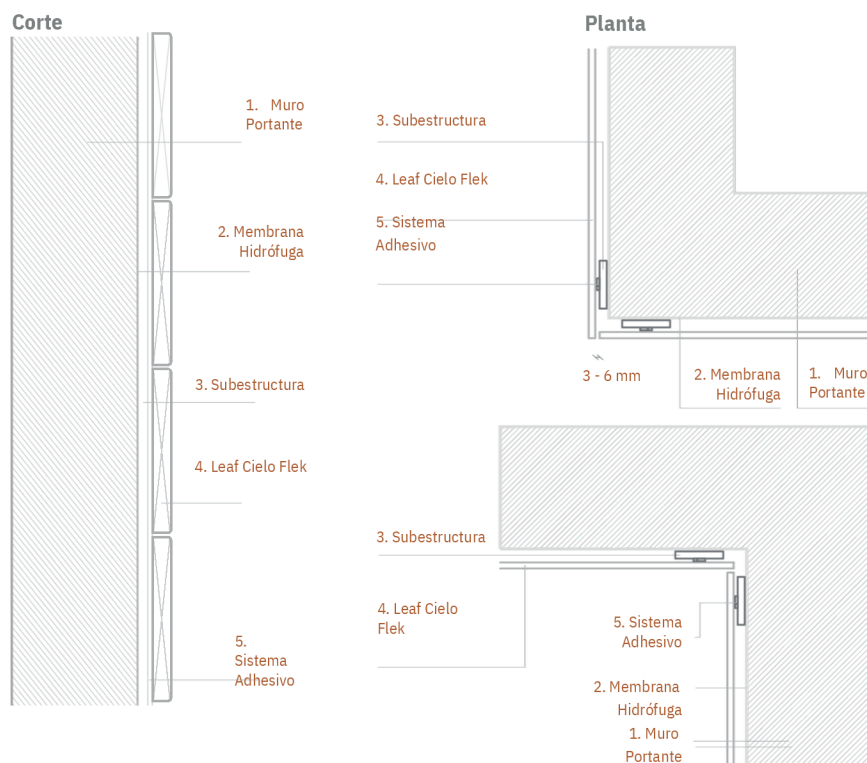 Corte
1. Muro
Portante
2. Membrana
Hidrófuga
3. Subestructura
4. Leaf Cielo Flek
5.
Sistema
Adhesivo
Planta
3. Subestructura
4. Leaf Cielo Flek
5. Sistema
Adhesivo
3 - 6 mm
2. Membrana
Hidrófuga
1. Muro
Portante
3. Subestructura
4. Leaf Cielo
Flek
5. Sistema
Adhesivo
2. Membrana
Hidrófuga
1. Muro
Portante